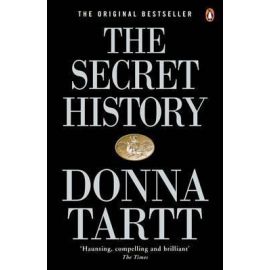 THE ORIGINAL BESTSELLER
THE
SECRET
HISTORY
DONNA
TARTT
'Haunting, compelling and brilliant'
The Times